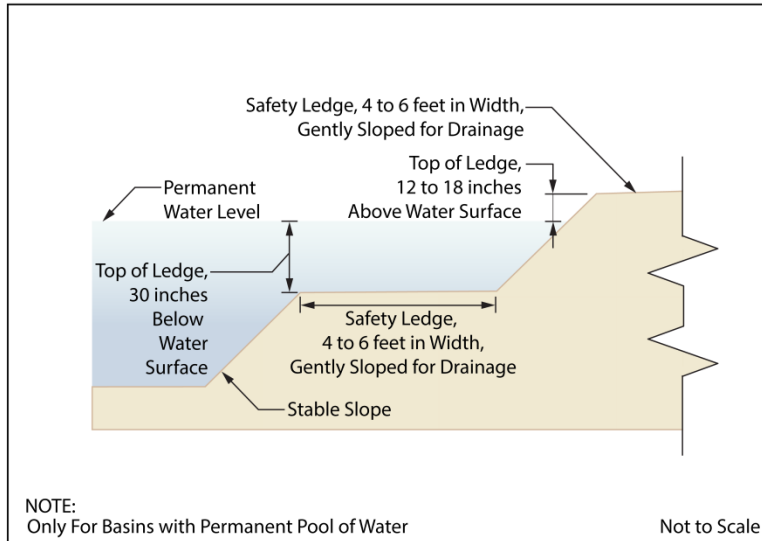 Safety Ledge, 4 to 6 feet in Width,
Gently Sloped for Drainage
Top of Ledge,
12 to 18 inches
Above Water Surface
Permanent
Water Level
Top of Ledge,
30 inches
Below
Water
Surface
Safety Ledge,
4 to 6 feet in Width,
Gently Sloped for Drainage
Stable Slope
NOTE:
Only For Basins with Permanent Pool of Water
Not to Scale